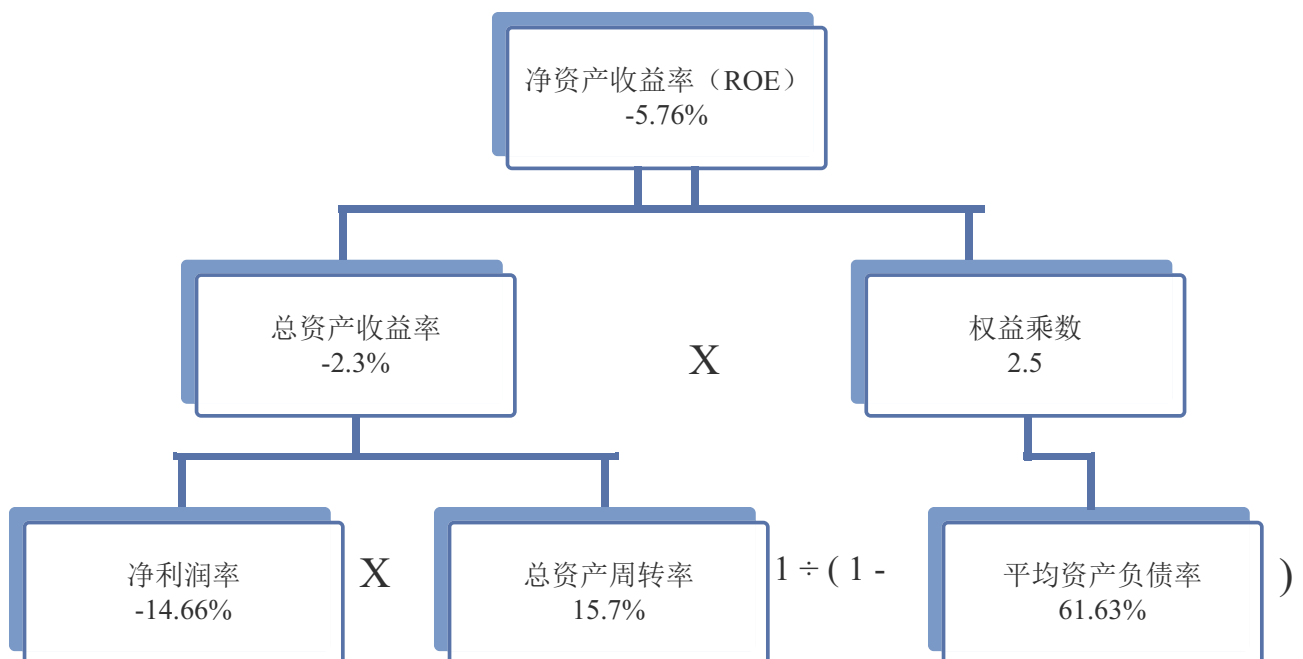 净资产收益率（ROE）
-5.76%
总资产收益率
-2.3%
X
权益乘数
2.5
净利润率
-14.66%
X
总资产周转率
15.7%
1 ÷ ( 1 -
平均资产负债率
61.63%
)